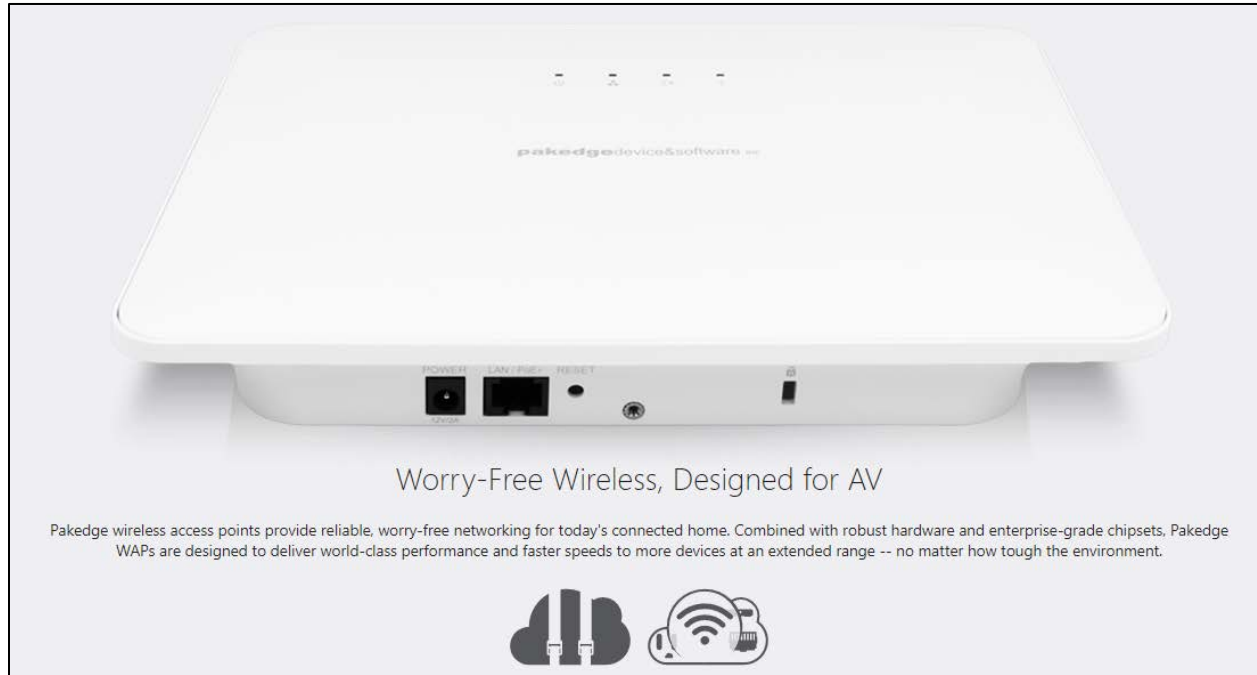 pakedgedevice&software
POWER
LAN / PoE+
RESET
12V/2A
Worry-Free Wireless, Designed for AV
Pakedge wireless access points provide reliable, worry-free networking for today's connected home. Combined with robust hardware and enterprise-grade chipsets, Pakedge
WAPs are designed to deliver world-class performance and faster speeds to more devices at an extended range -- no matter how tough the environment.